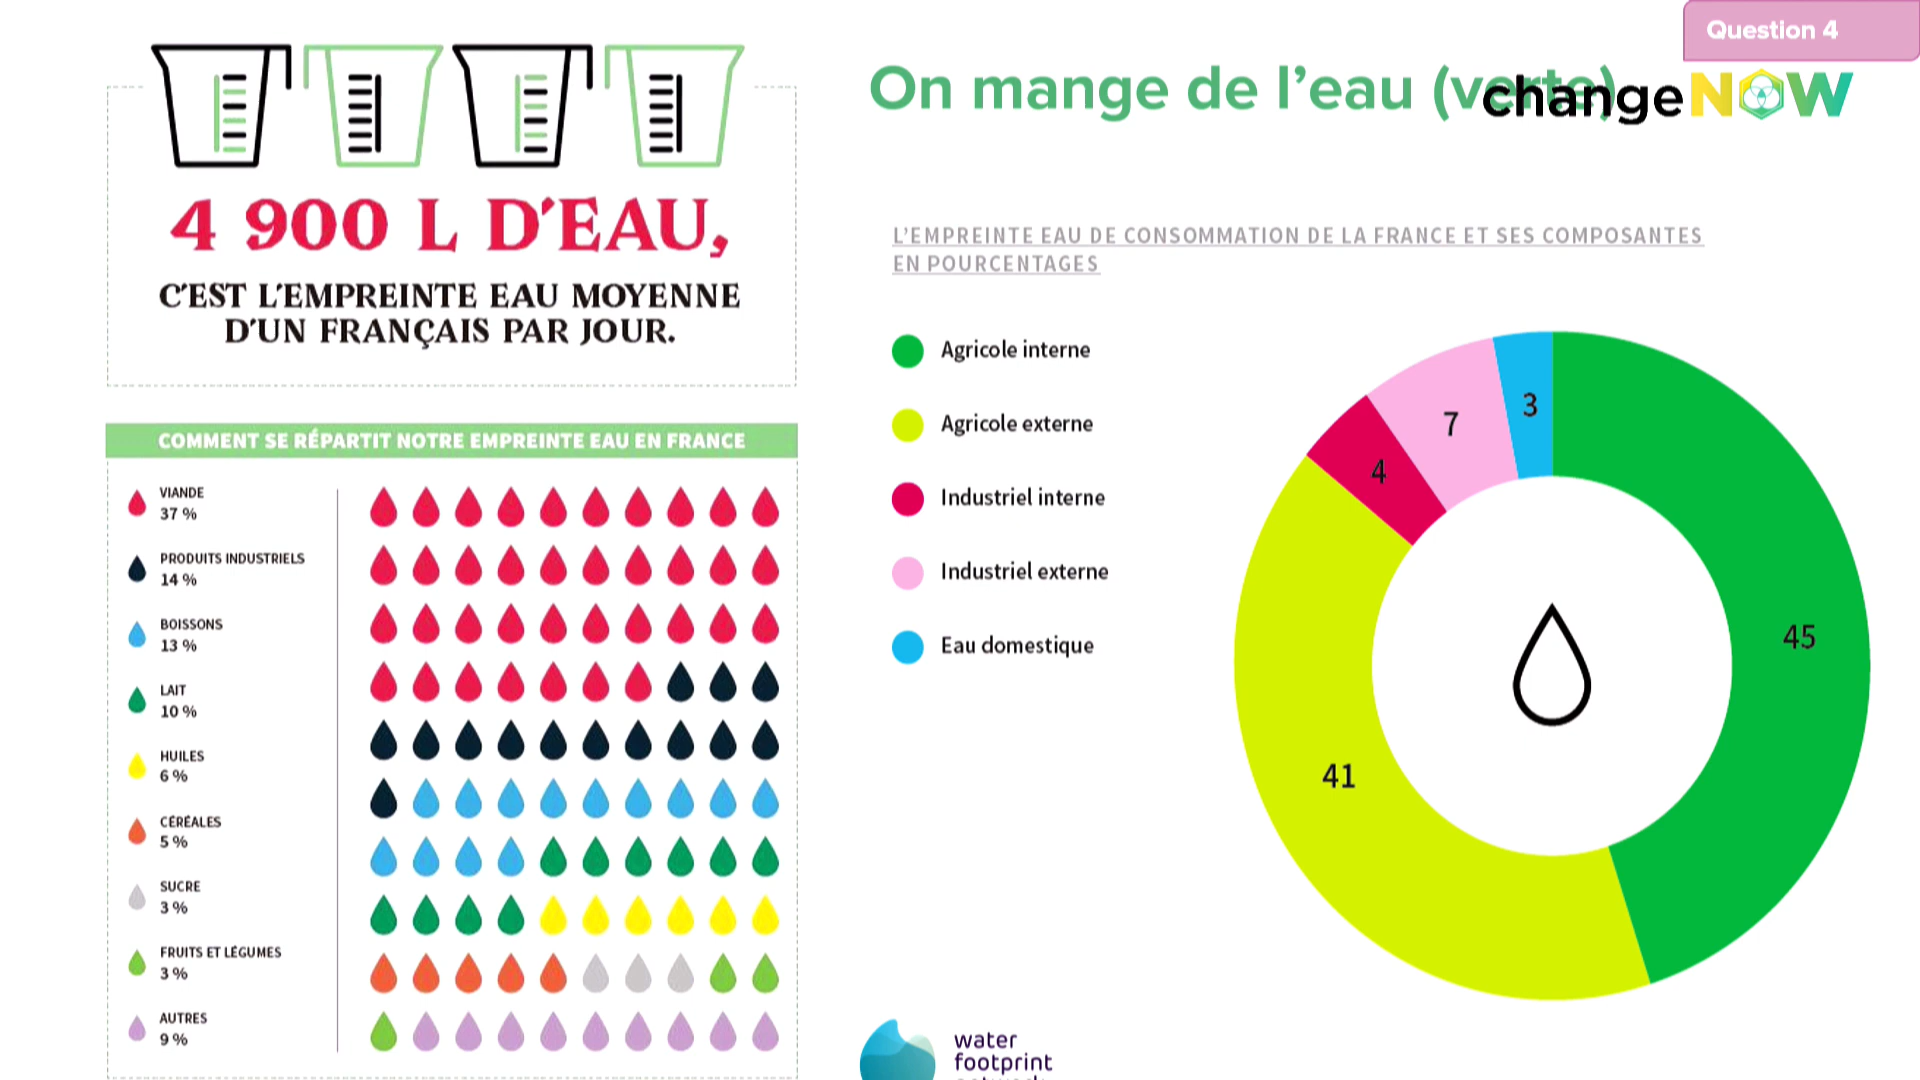 4 900 L D'EAU,
C'EST L'EMPREINTE EAU MOYENNE
D'UN FRANÇAIS PAR JOUR.
COMMENT SE RÉPARTIT NOTRE EMPREINTE EAU EN FRANCE
VIANDE
37 %
PRODUITS INDUSTRIELS
14 %
BOISSONS
13 %
LAIT
10 %
HUILES
6 %
CÉRÉALES
5 %
SUCRE
3 %
FRUITS ET LÉGUMES
3 %
AUTRES
9 %
Question 4
On mange de l'eau (verte)
changeNOW
L'EMPREINTE EAU DE CONSOMMATION DE LA FRANCE ET SES COMPOSANTES
EN POURCENTAGES
Agricole interne
Agricole externe
Industriel interne
Industriel externe
Eau domestique
3
7
4
45
41
water
footprint
network